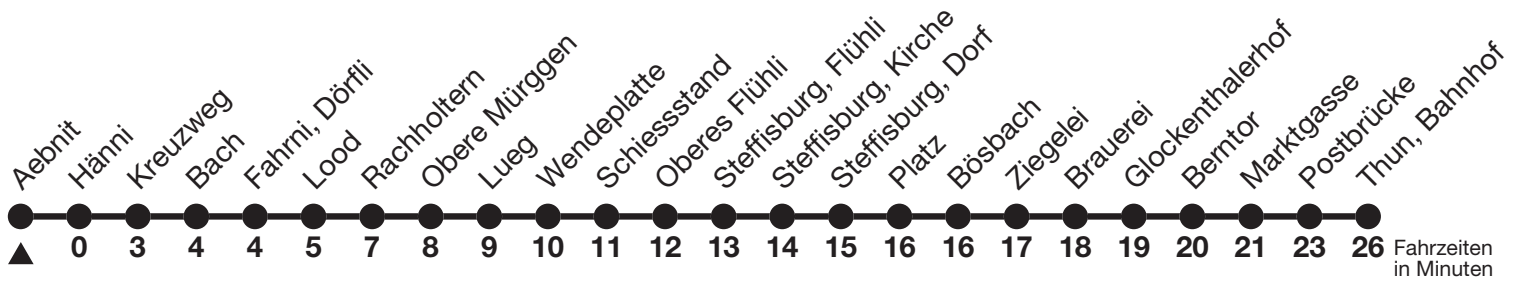 Aebnit
Hänni
Kreuzweg
Bach
Fahrni, Dörfli
Lood
Rachholtern
Obere Mürggen
Lueg
Wendeplatte
Schiessstand
Oberes Flühli
Steffisburg, Flühli
Steffisburg, Kirche
Steffisburg, Dorf
Platz
Bösbach
Ziegelei
Brauerei
Glockenthalerhof
Berntor
Marktgasse
Postbrücke
Thun, Bahnhof
0 3 4 4 5 7 8 9 10 11 12 13 14 15 16 16 17 18 19 20 21 23 26 Fahrzeiten
in Minuten